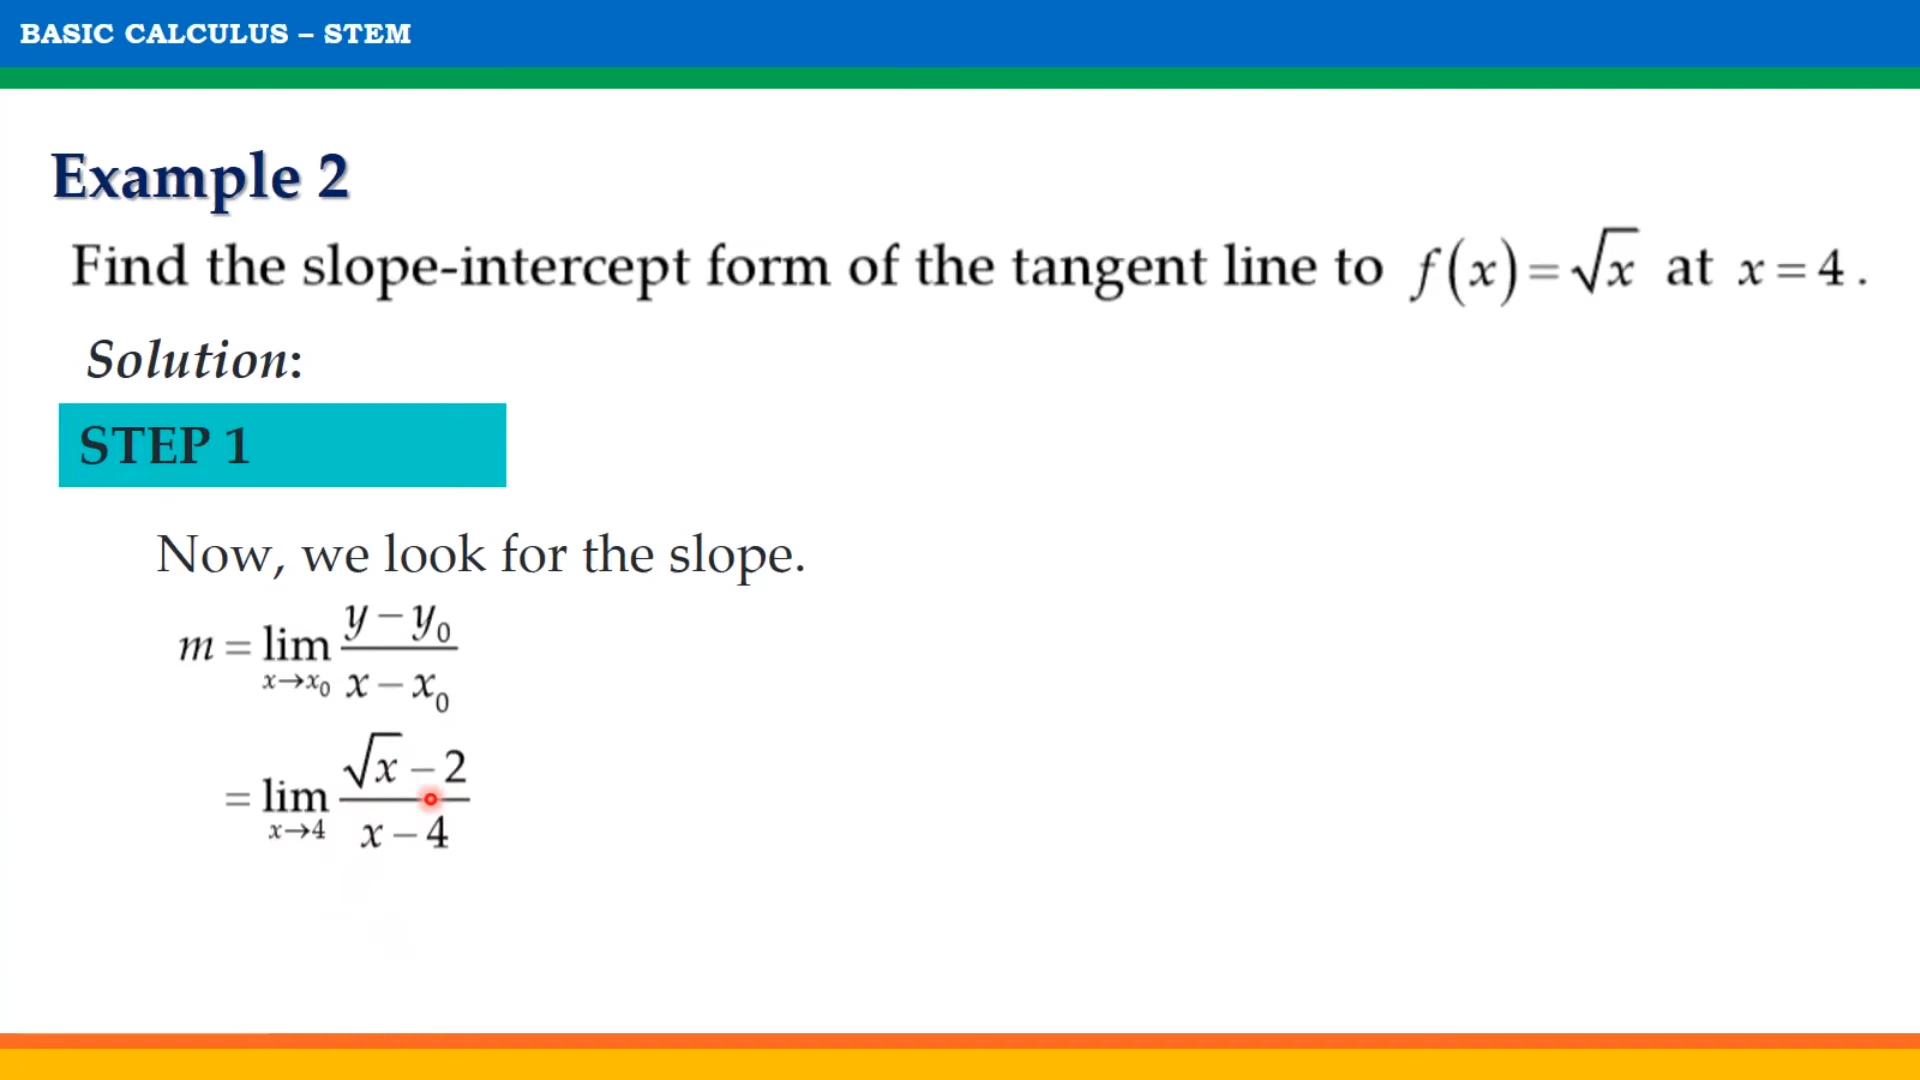 BASIC CALCULUS – STEM
Example 2
Find the slope-intercept form of the tangent line to f(x)=√x at x=4.
Solution:
STEP 1
Now, we look for the slope.
m = lim_{x→x₀} (y − y₀)/(x − x₀)
= lim_{x→4} (√x − 2)/(x − 4)